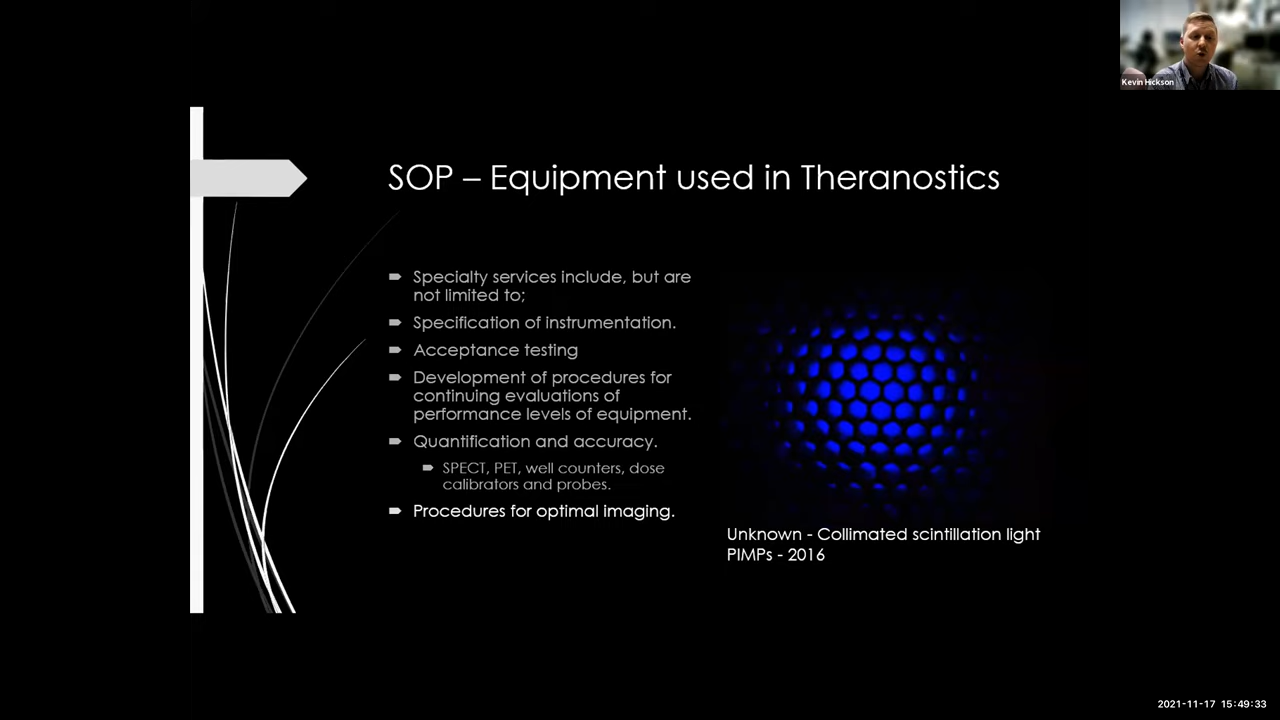 Kevin Hickson
SOP – Equipment used in Theranostics
Specialty services include, but are
not limited to;
Specification of instrumentation.
Acceptance testing
Development of procedures for
continuing evaluations of
performance levels of equipment.
Quantification and accuracy.
SPECT, PET, well counters, dose
calibrators and probes.
Procedures for optimal imaging.
Unknown - Collimated scintillation light
PIMPs - 2016
2021-11-17 15:49:33